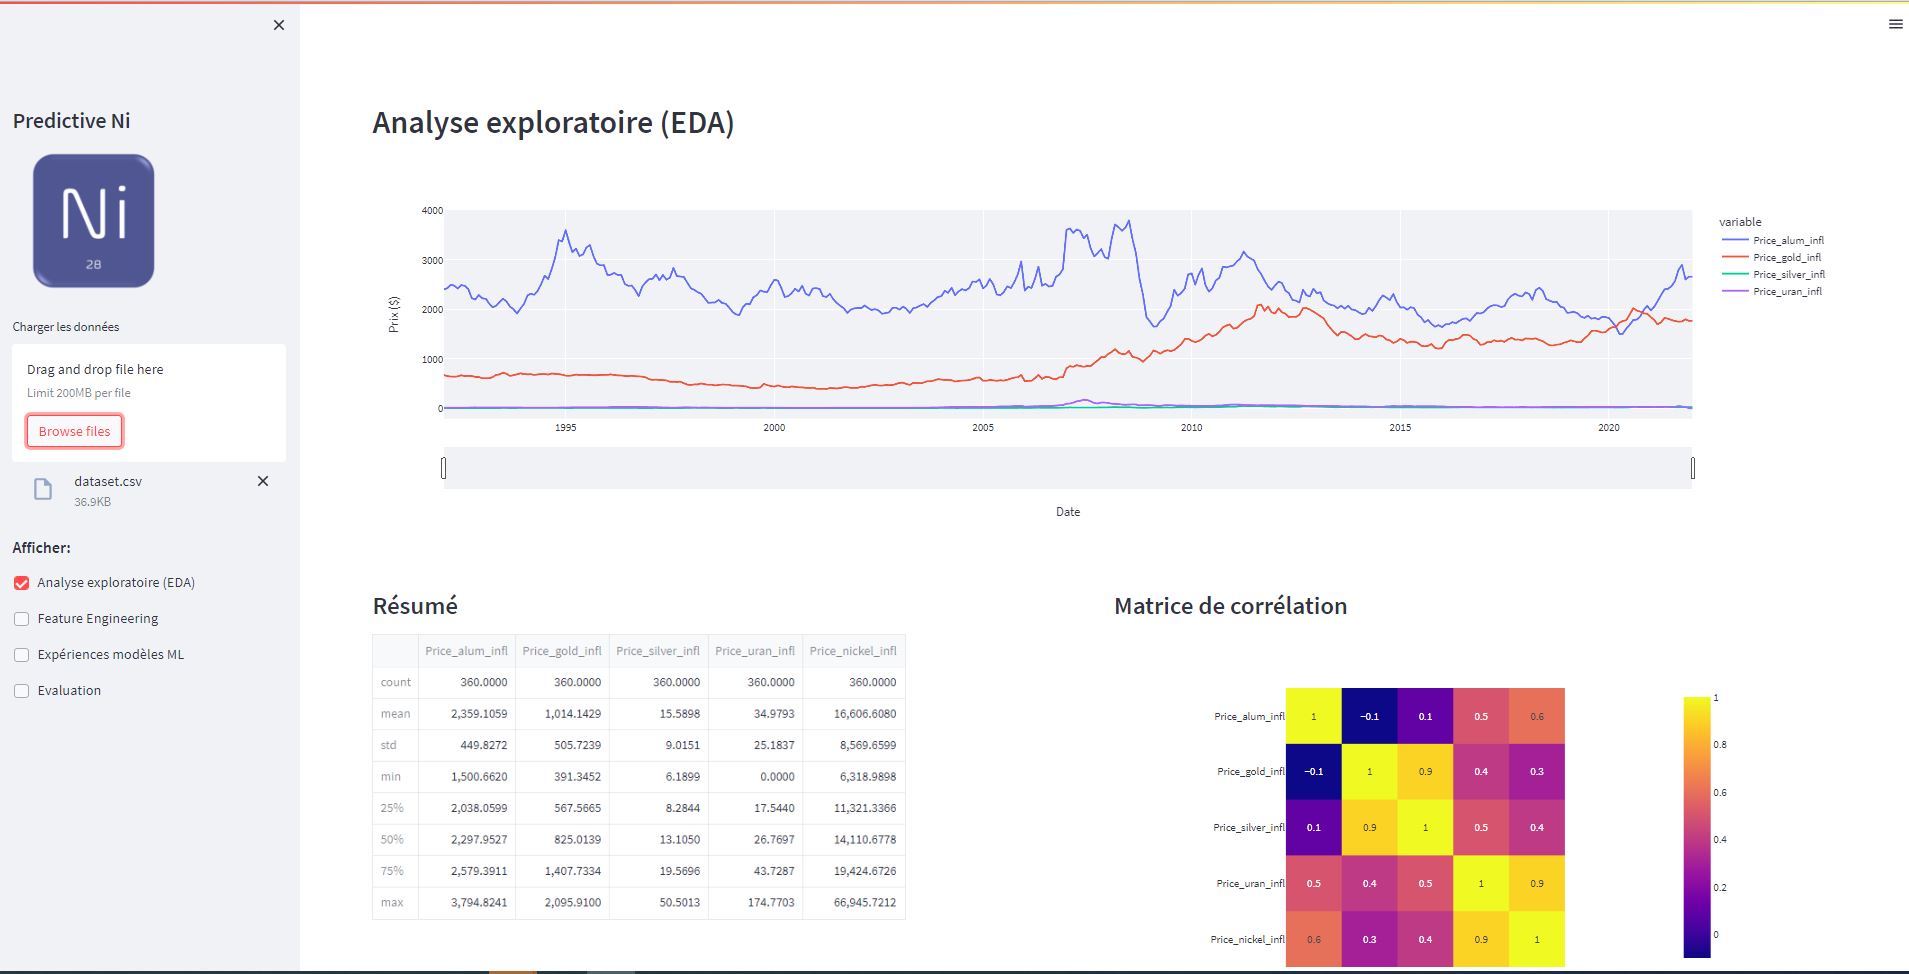 Predictive Ni
Ni
28
Charger les données
Drag and drop file here
Limit 200MB per file
Browse files
dataset.csv
36.9KB
Afficher:
Analyse exploratoire (EDA)
Feature Engineering
Expériences modèles ML
Evaluation
Analyse exploratoire (EDA)
Prix ($)
4000
3000
2000
1000
0
1995 2000 2005 2010 2015 2020
Date
variable
Price_alum_infl
Price_gold_infl
Price_silver_infl
Price_uran_infl
Résumé
Price_alum_infl Price_gold_infl Price_silver_infl Price_uran_infl Price_nickel_infl
count 360.0000 360.0000 360.0000 360.0000 360.0000
mean 2,359.1059 1,014.1429 15.5898 34.9793 16,606.6080
std 449.8272 505.7239 9.0151 25.1837 8,569.6599
min 1,500.6620 391.3452 6.1899 0.0000 6,318.9898
25% 2,038.0599 567.5665 8.2844 17.5440 11,321.3366
50% 2,297.9527 825.0139 13.1050 26.7697 14,110.6778
75% 2,579.3911 1,407.7334 19.5696 43.7287 19,424.6726
max 3,794.8241 2,095.9100 50.5013 174.7703 66,945.7212
Matrice de corrélation
Price_alum_infl 1 −0.1 0.1 0.5 0.6
Price_gold_infl −0.1 1 0.9 0.4 0.3
Price_silver_infl 0.1 0.9 1 0.5 0.4
Price_uran_infl 0.5 0.4 0.5 1 0.9
Price_nickel_infl 0.6 0.3 0.4 0.9 1
1
0.8
0.6
0.4
0.2
0